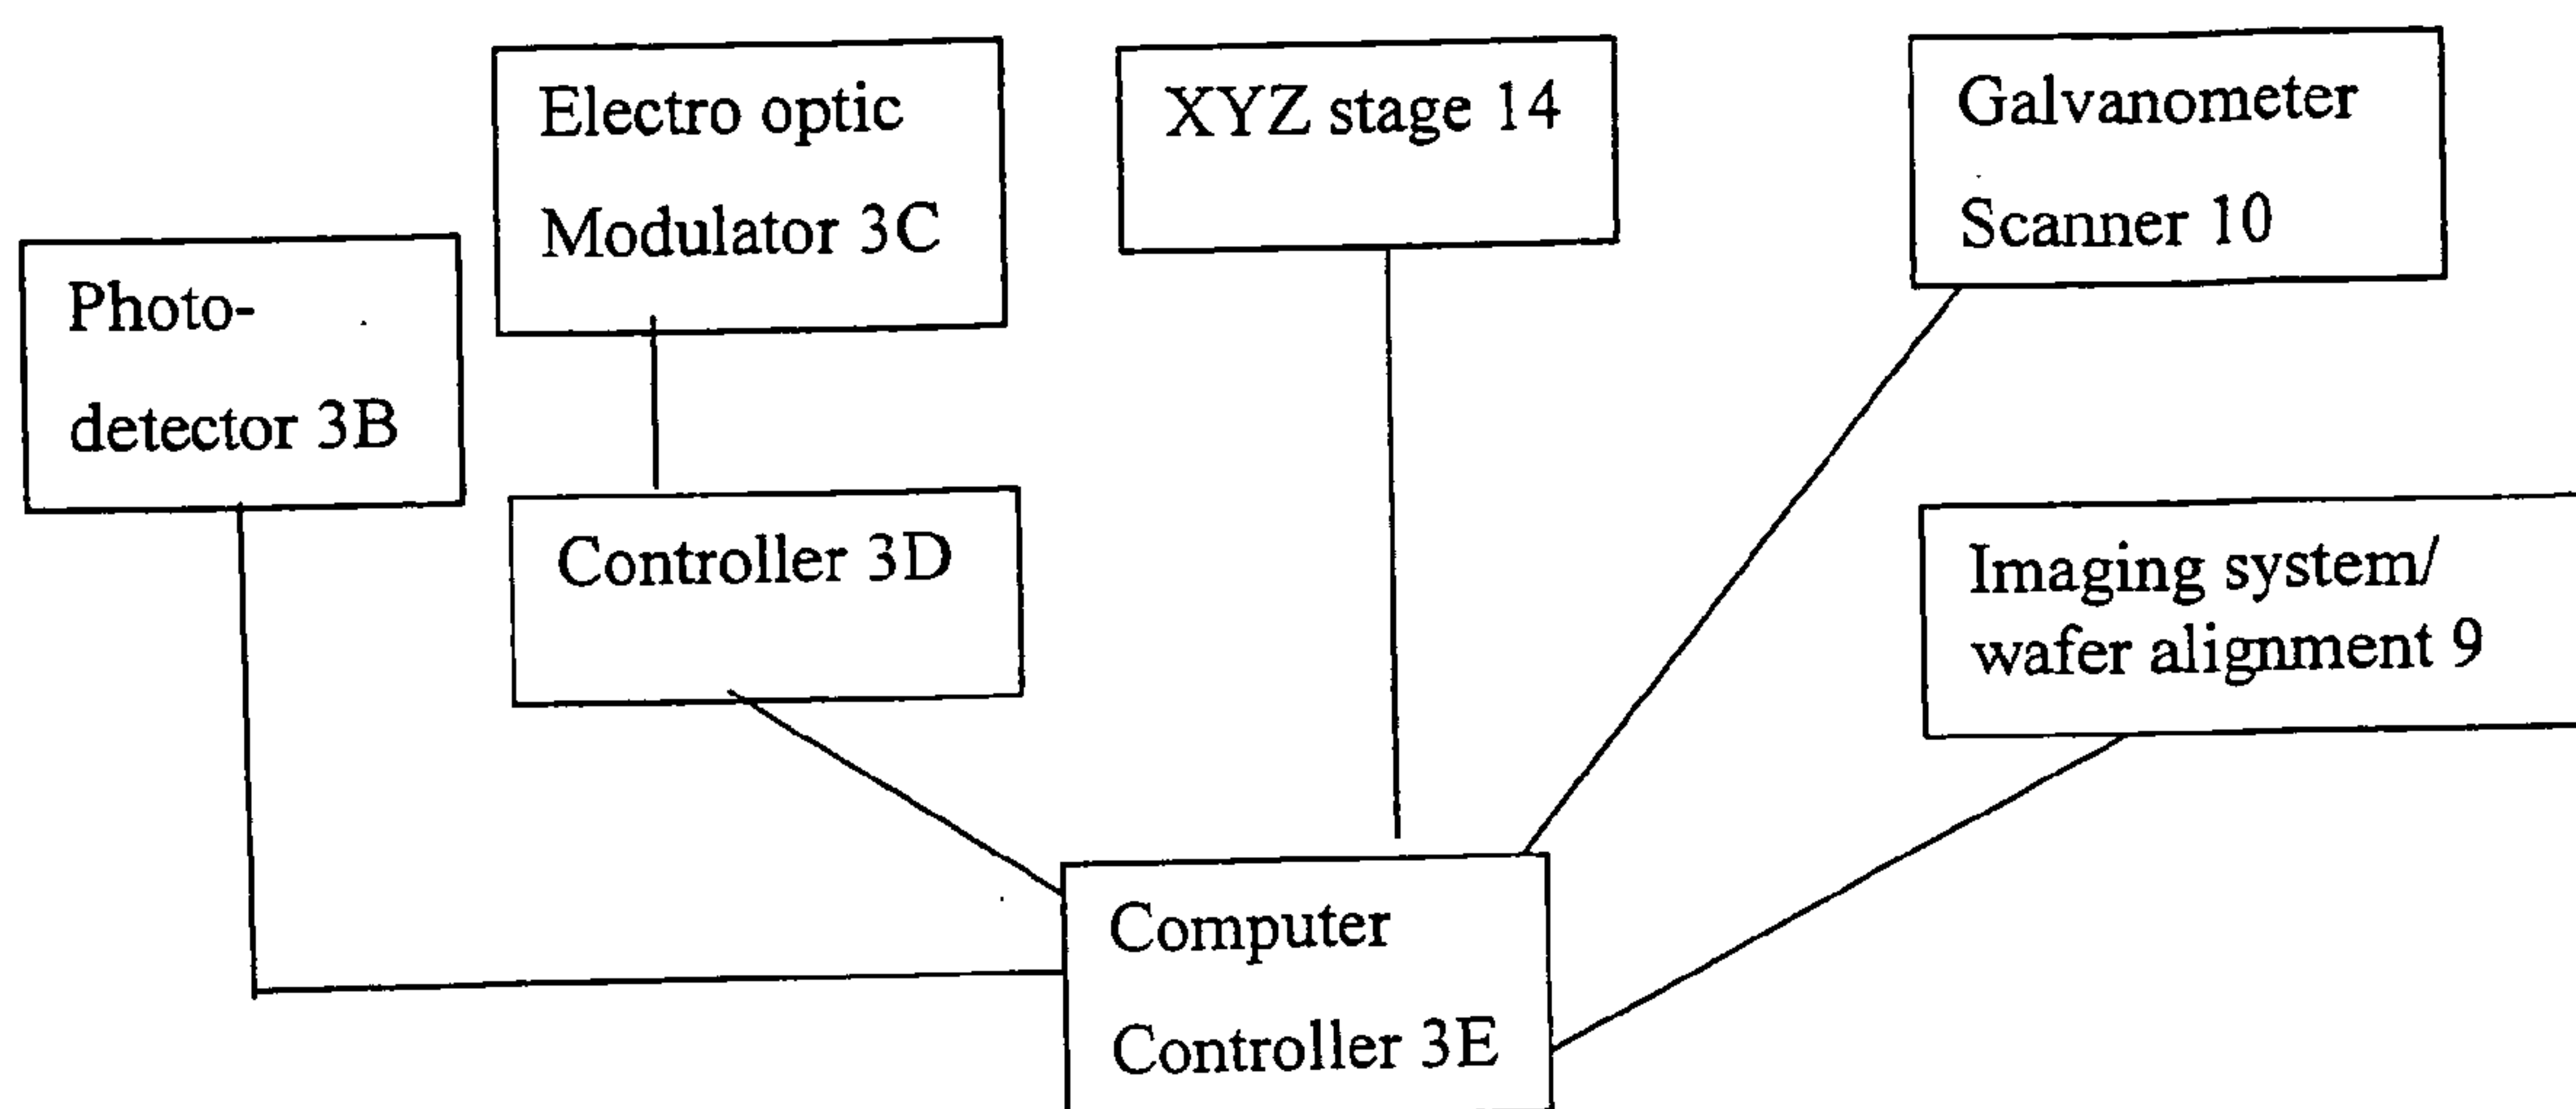 Electro optic
Modulator 3C
XYZ stage 14
Galvanometer
Scanner 10
Photo-
detector 3B
Controller 3D
Imaging system/
wafer alignment 9
Computer
Controller 3E